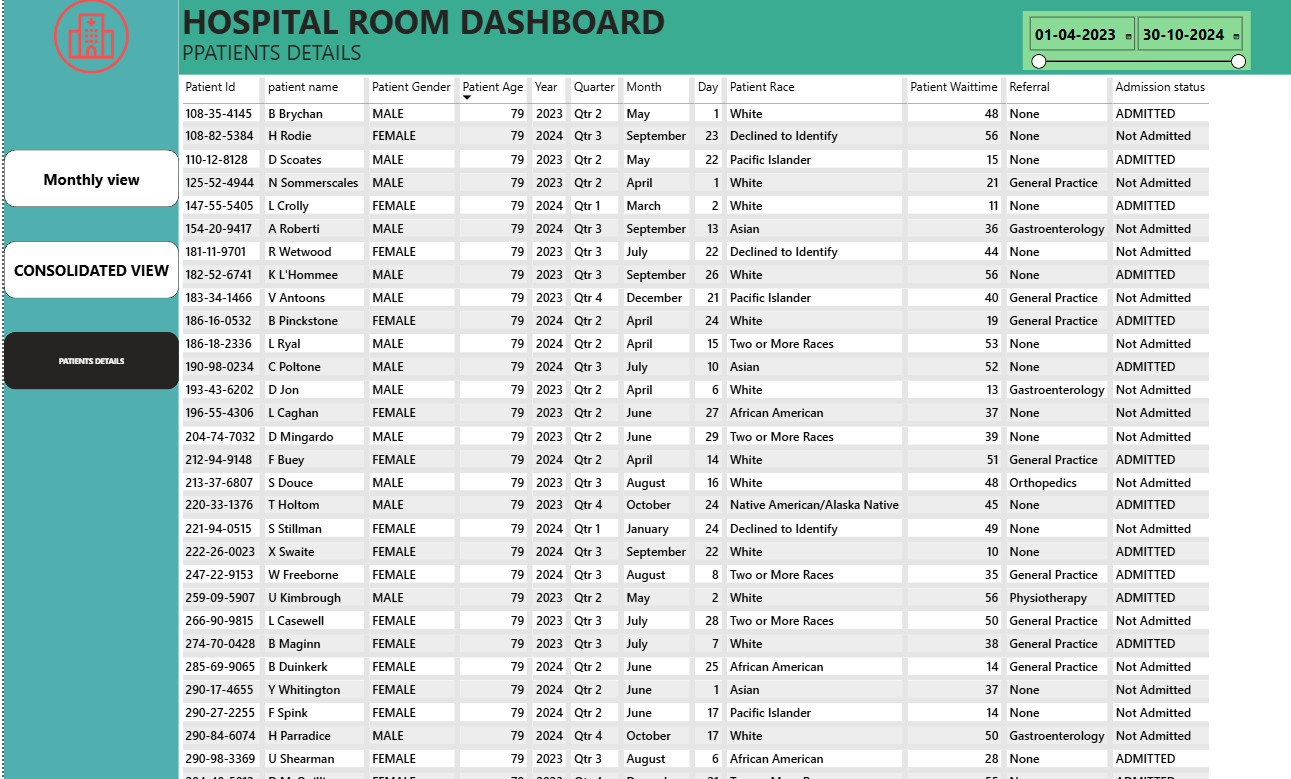 HOSPITAL ROOM DASHBOARD
PPATIENTS DETAILS
01-04-2023 30-10-2024
Monthly view
CONSOLIDATED VIEW
PATIENTS DETAILS
Patient Id patient name Patient Gender Patient Age Year Quarter Month Day Patient Race Patient Waittime Referral Admission status
108-35-4145 B Brychan MALE 79 2023 Qtr 2 May 1 White 48 None ADMITTED
108-82-5384 H Rodie FEMALE 79 2024 Qtr 3 September 23 Declined to Identify 56 None Not Admitted
110-12-8128 D Scoates MALE 79 2023 Qtr 2 May 22 Pacific Islander 15 None ADMITTED
125-52-4944 N Sommerscales MALE 79 2023 Qtr 2 April 1 White 21 General Practice Not Admitted
147-55-5405 L Crolly FEMALE 79 2024 Qtr 1 March 2 White 11 None ADMITTED
154-20-9417 A Roberti MALE 79 2024 Qtr 3 September 13 Asian 36 Gastroenterology Not Admitted
181-11-9701 R Wetwood FEMALE 79 2023 Qtr 3 July 22 Declined to Identify 44 None Not Admitted
182-52-6741 K L'Hommee MALE 79 2023 Qtr 3 September 26 White 56 None ADMITTED
183-34-1466 V Antoons MALE 79 2023 Qtr 4 December 21 Pacific Islander 40 General Practice Not Admitted
186-16-0532 B Pinckstone FEMALE 79 2024 Qtr 2 April 24 White 19 General Practice ADMITTED
186-18-2336 L Ryal MALE 79 2024 Qtr 2 April 15 Two or More Races 53 None Not Admitted
190-98-0234 C Poltone MALE 79 2024 Qtr 3 July 10 Asian 52 None ADMITTED
193-43-6202 D Jon MALE 79 2023 Qtr 2 April 6 White 13 Gastroenterology Not Admitted
196-55-4306 L Caghan FEMALE 79 2023 Qtr 2 June 27 African American 37 None Not Admitted
204-74-7032 D Mingardo MALE 79 2023 Qtr 2 June 29 Two or More Races 39 None Not Admitted
212-94-9148 F Buey FEMALE 79 2024 Qtr 2 April 14 White 51 General Practice ADMITTED
213-37-6807 S Douce MALE 79 2024 Qtr 3 August 16 White 48 Orthopedics Not Admitted
220-33-1376 T Holtom MALE 79 2023 Qtr 4 October 24 Native American/Alaska Native 45 None ADMITTED
221-94-0515 S Stillman FEMALE 79 2024 Qtr 1 January 24 Declined to Identify 49 None Not Admitted
222-26-0023 X Swaite FEMALE 79 2024 Qtr 3 September 22 White 10 None ADMITTED
247-22-9153 W Freeborne FEMALE 79 2024 Qtr 3 August 8 Two or More Races 35 General Practice ADMITTED
259-09-5907 U Kimbrough MALE 79 2023 Qtr 2 May 2 White 56 Physiotherapy ADMITTED
266-90-9815 L Casewell FEMALE 79 2023 Qtr 3 July 28 Two or More Races 50 General Practice Not Admitted
274-70-0428 B Maginn FEMALE 79 2023 Qtr 3 July 7 White 38 General Practice ADMITTED
285-69-9065 B Duinkerk FEMALE 79 2024 Qtr 2 June 25 African American 14 General Practice Not Admitted
290-17-4655 Y Whitington FEMALE 79 2024 Qtr 2 June 1 Asian 37 None Not Admitted
290-27-2255 F Spink FEMALE 79 2024 Qtr 2 June 17 Pacific Islander 14 None Not Admitted
290-84-6074 H Parradice MALE 79 2024 Qtr 4 October 17 White 50 Gastroenterology Not Admitted
290-98-3369 U Shearman FEMALE 79 2023 Qtr 3 August 6 African American 28 None ADMITTED